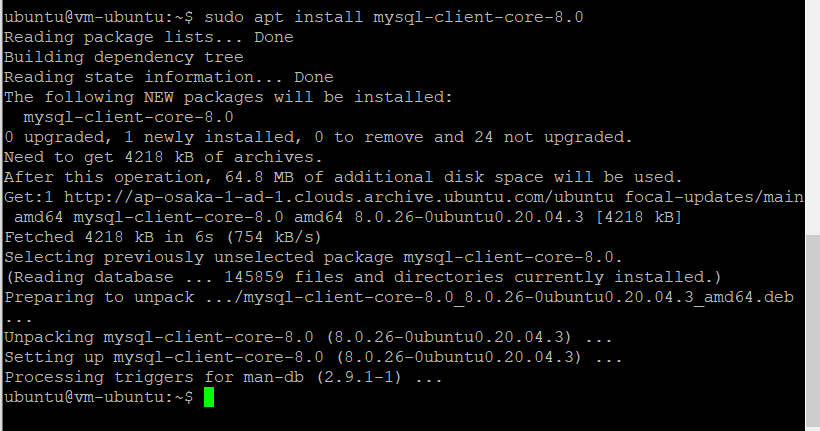 ubuntu@vm-ubuntu:~$ sudo apt install mysql-client-core-8.0
Reading package lists... Done
Building dependency tree
Reading state information... Done
The following NEW packages will be installed:
  mysql-client-core-8.0
0 upgraded, 1 newly installed, 0 to remove and 24 not upgraded.
Need to get 4218 kB of archives.
After this operation, 64.8 MB of additional disk space will be used.
Get:1 http://ap-osaka-1-ad-1.clouds.archive.ubuntu.com/ubuntu focal-updates/main
 amd64 mysql-client-core-8.0 amd64 8.0.26-0ubuntu0.20.04.3 [4218 kB]
Fetched 4218 kB in 6s (754 kB/s)
Selecting previously unselected package mysql-client-core-8.0.
(Reading database ... 145859 files and directories currently installed.)
Preparing to unpack .../mysql-client-core-8.0_8.0.26-0ubuntu0.20.04.3_amd64.deb
...
Unpacking mysql-client-core-8.0 (8.0.26-0ubuntu0.20.04.3) ...
Setting up mysql-client-core-8.0 (8.0.26-0ubuntu0.20.04.3) ...
Processing triggers for man-db (2.9.1-1) ...
ubuntu@vm-ubuntu:~$